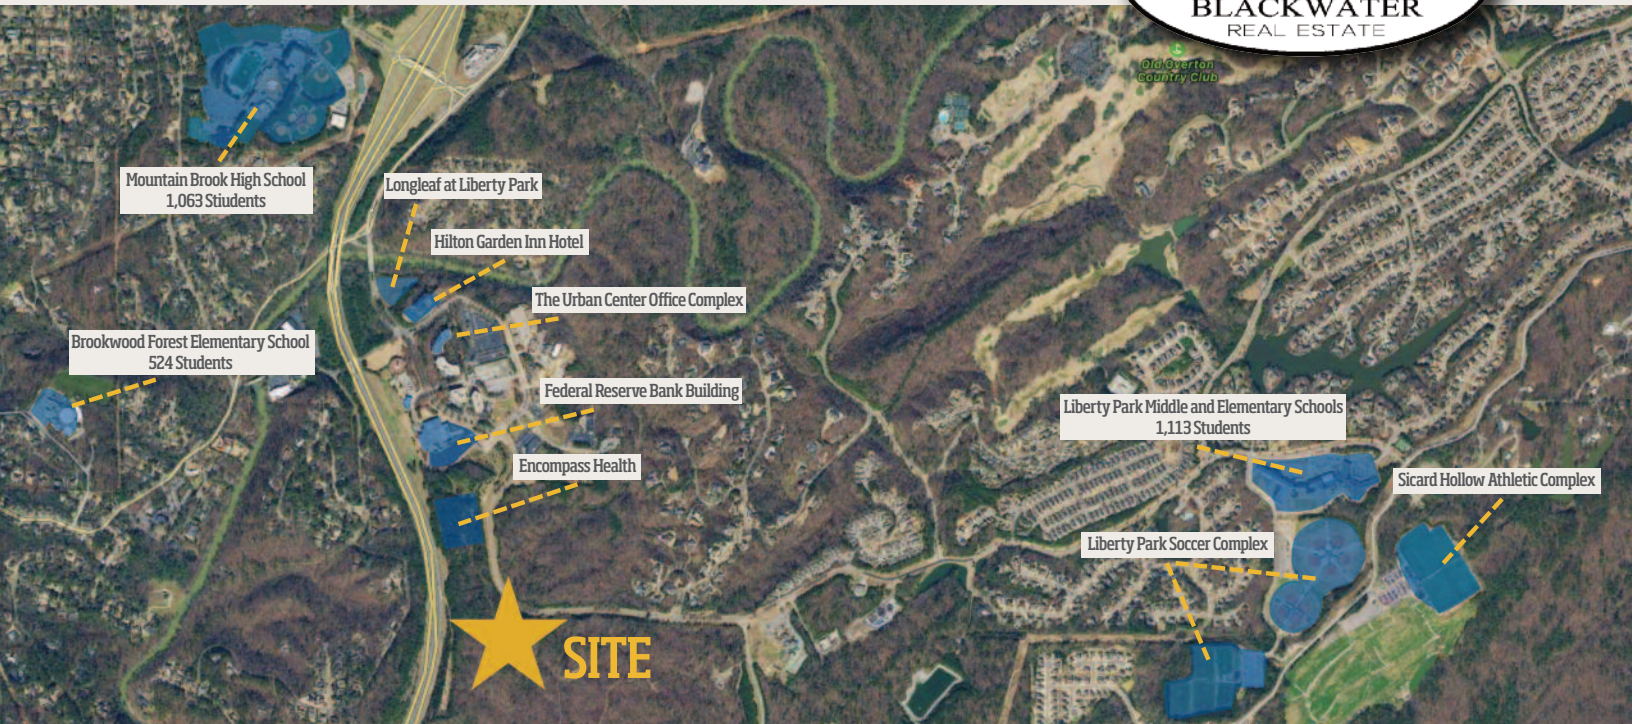 BLACKWATER
REAL ESTATE
Old Overton
Country Club
Mountain Brook High School
1,063 Stiudents
Longleaf at Liberty Park
Hilton Garden Inn Hotel
The Urban Center Office Complex
Brookwood Forest Elementary School
524 Students
Federal Reserve Bank Building
Liberty Park Middle and Elementary Schools
1,113 Students
Encompass Health
Sicard Hollow Athletic Complex
Liberty Park Soccer Complex
SITE